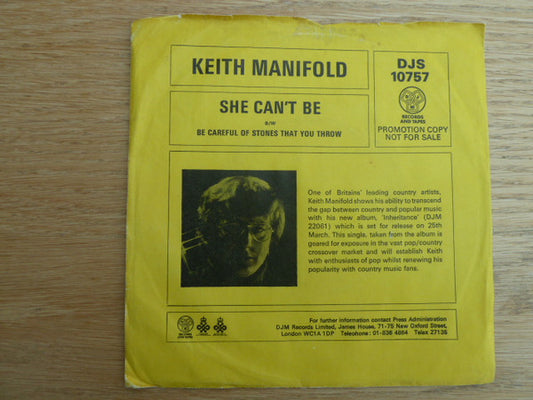 KEITH MANIFOLD
DJS
10757
SHE CAN'T BE
B/W
BE CAREFUL OF STONES THAT YOU THROW
RECORDS
AND TAPES
PROMOTION COPY
NOT FOR SALE
One of Britains' leading country artists,
Keith Manifold shows his ability to transcend
the gap between country and popular music
with his new album, 'Inheritance' (DJM
22061) which is set for release on 25th
March. This single, taken from the album is
geared for exposure in the vast pop/country
crossover market and will establish Keith
with enthusiasts of pop whilst renewing his
popularity with country music fans.
For further information contact Press Administration
DJM Records Limited, James House, 71-75 New Oxford Street,
London WC1A 1DP Telephone: 01-836 4864 Telex 27135